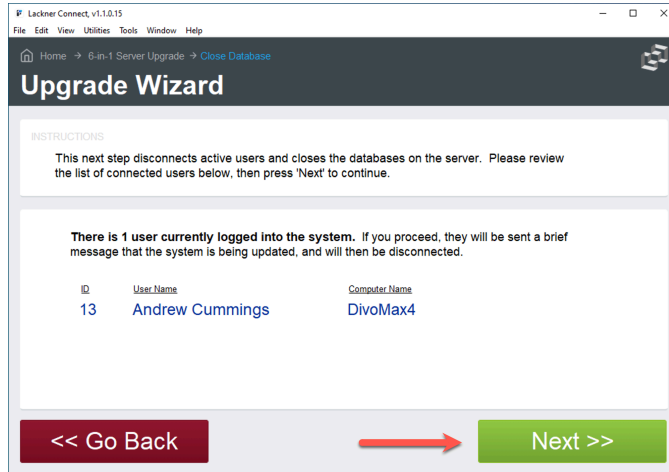 Lackner Connect, v1.1.0.15
File Edit View Utilities Tools Window Help
Home → 6-in-1 Server Upgrade → Close Database
Upgrade Wizard
INSTRUCTIONS
This next step disconnects active users and closes the databases on the server. Please review
the list of connected users below, then press 'Next' to continue.
There is 1 user currently logged into the system. If you proceed, they will be sent a brief
message that the system is being updated, and will then be disconnected.
ID User Name Computer Name
13 Andrew Cummings DivoMax4
<< Go Back Next >>